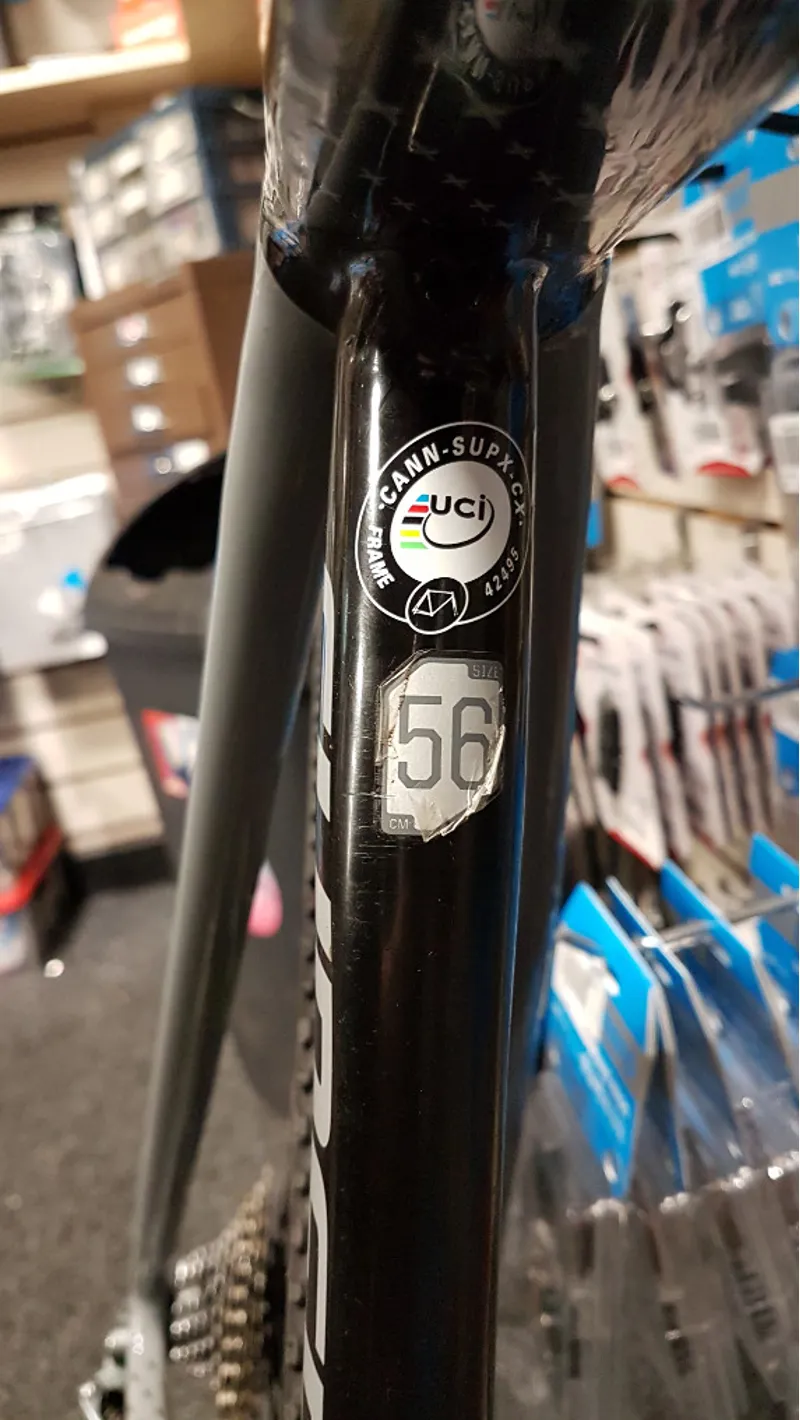 ·CANN-SUPX-CX·
UCi
FRAME
42495
SIZE
56
CM